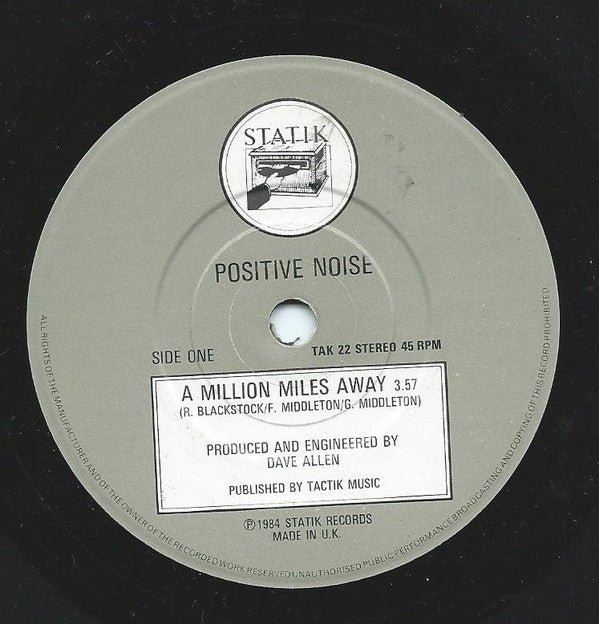 STATIK
POSITIVE NOISE
SIDE ONE
TAK 22 STEREO 45 RPM
A MILLION MILES AWAY 3.57
(R. BLACKSTOCK/F. MIDDLETON/G. MIDDLETON)
PRODUCED AND ENGINEERED BY
DAVE ALLEN
PUBLISHED BY TACTIK MUSIC
℗1984 STATIK RECORDS
MADE IN U.K.
ALL RIGHTS OF THE MANUFACTURER AND OF THE OWNER OF THE RECORDED WORK RESERVED UNAUTHORISED PUBLIC PERFORMANCE BROADCASTING AND COPYING OF THIS RECORD PROHIBITED